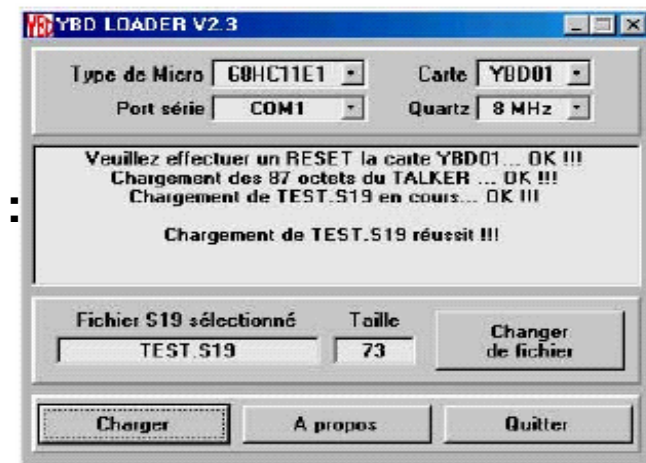 YBD YBD LOADER V2.3
Type de Micro 68HC11E1 Carte YBD01
Port série COM1 Quartz 8 MHz
Veuillez effectuer un RESET la carte YBD01... OK !!!
Chargement des 87 octets du TALKER ... OK !!!
Chargement de TEST.S19 en cours... OK !!!
Chargement de TEST.S19 réussit !!!
:
Fichier S19 sélectionné Taille
TEST.S19 73 Changer
de fichier
Charger A propos Quitter